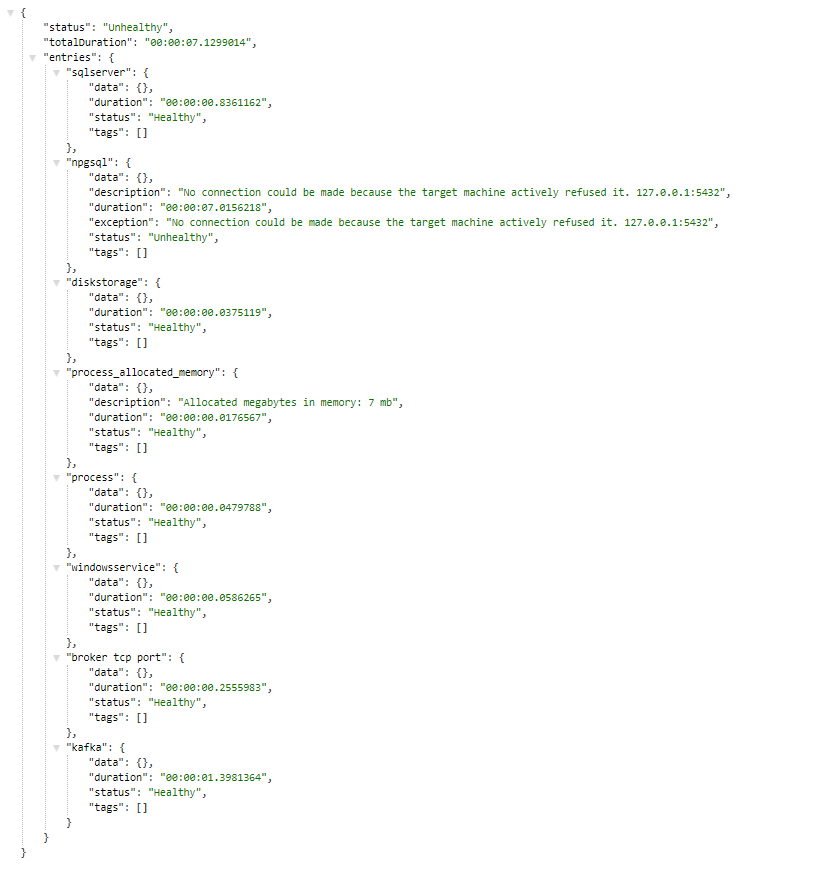 {
"status": "Unhealthy",
"totalDuration": "00:00:07.1299014",
"entries": {
"sqlserver": {
"data": {},
"duration": "00:00:00.8361162",
"status": "Healthy",
"tags": []
},
"npgsql": {
"data": {},
"description": "No connection could be made because the target machine actively refused it. 127.0.0.1:5432",
"duration": "00:00:07.0156218",
"exception": "No connection could be made because the target machine actively refused it. 127.0.0.1:5432",
"status": "Unhealthy",
"tags": []
},
"diskstorage": {
"data": {},
"duration": "00:00:00.0375119",
"status": "Healthy",
"tags": []
},
"process_allocated_memory": {
"data": {},
"description": "Allocated megabytes in memory: 7 mb",
"duration": "00:00:00.0176567",
"status": "Healthy",
"tags": []
},
"process": {
"data": {},
"duration": "00:00:00.0479788",
"status": "Healthy",
"tags": []
},
"windowsservice": {
"data": {},
"duration": "00:00:00.0586265",
"status": "Healthy",
"tags": []
},
"broker tcp port": {
"data": {},
"duration": "00:00:00.2555983",
"status": "Healthy",
"tags": []
},
"kafka": {
"data": {},
"duration": "00:00:01.3981364",
"status": "Healthy",
"tags": []
}
}
}